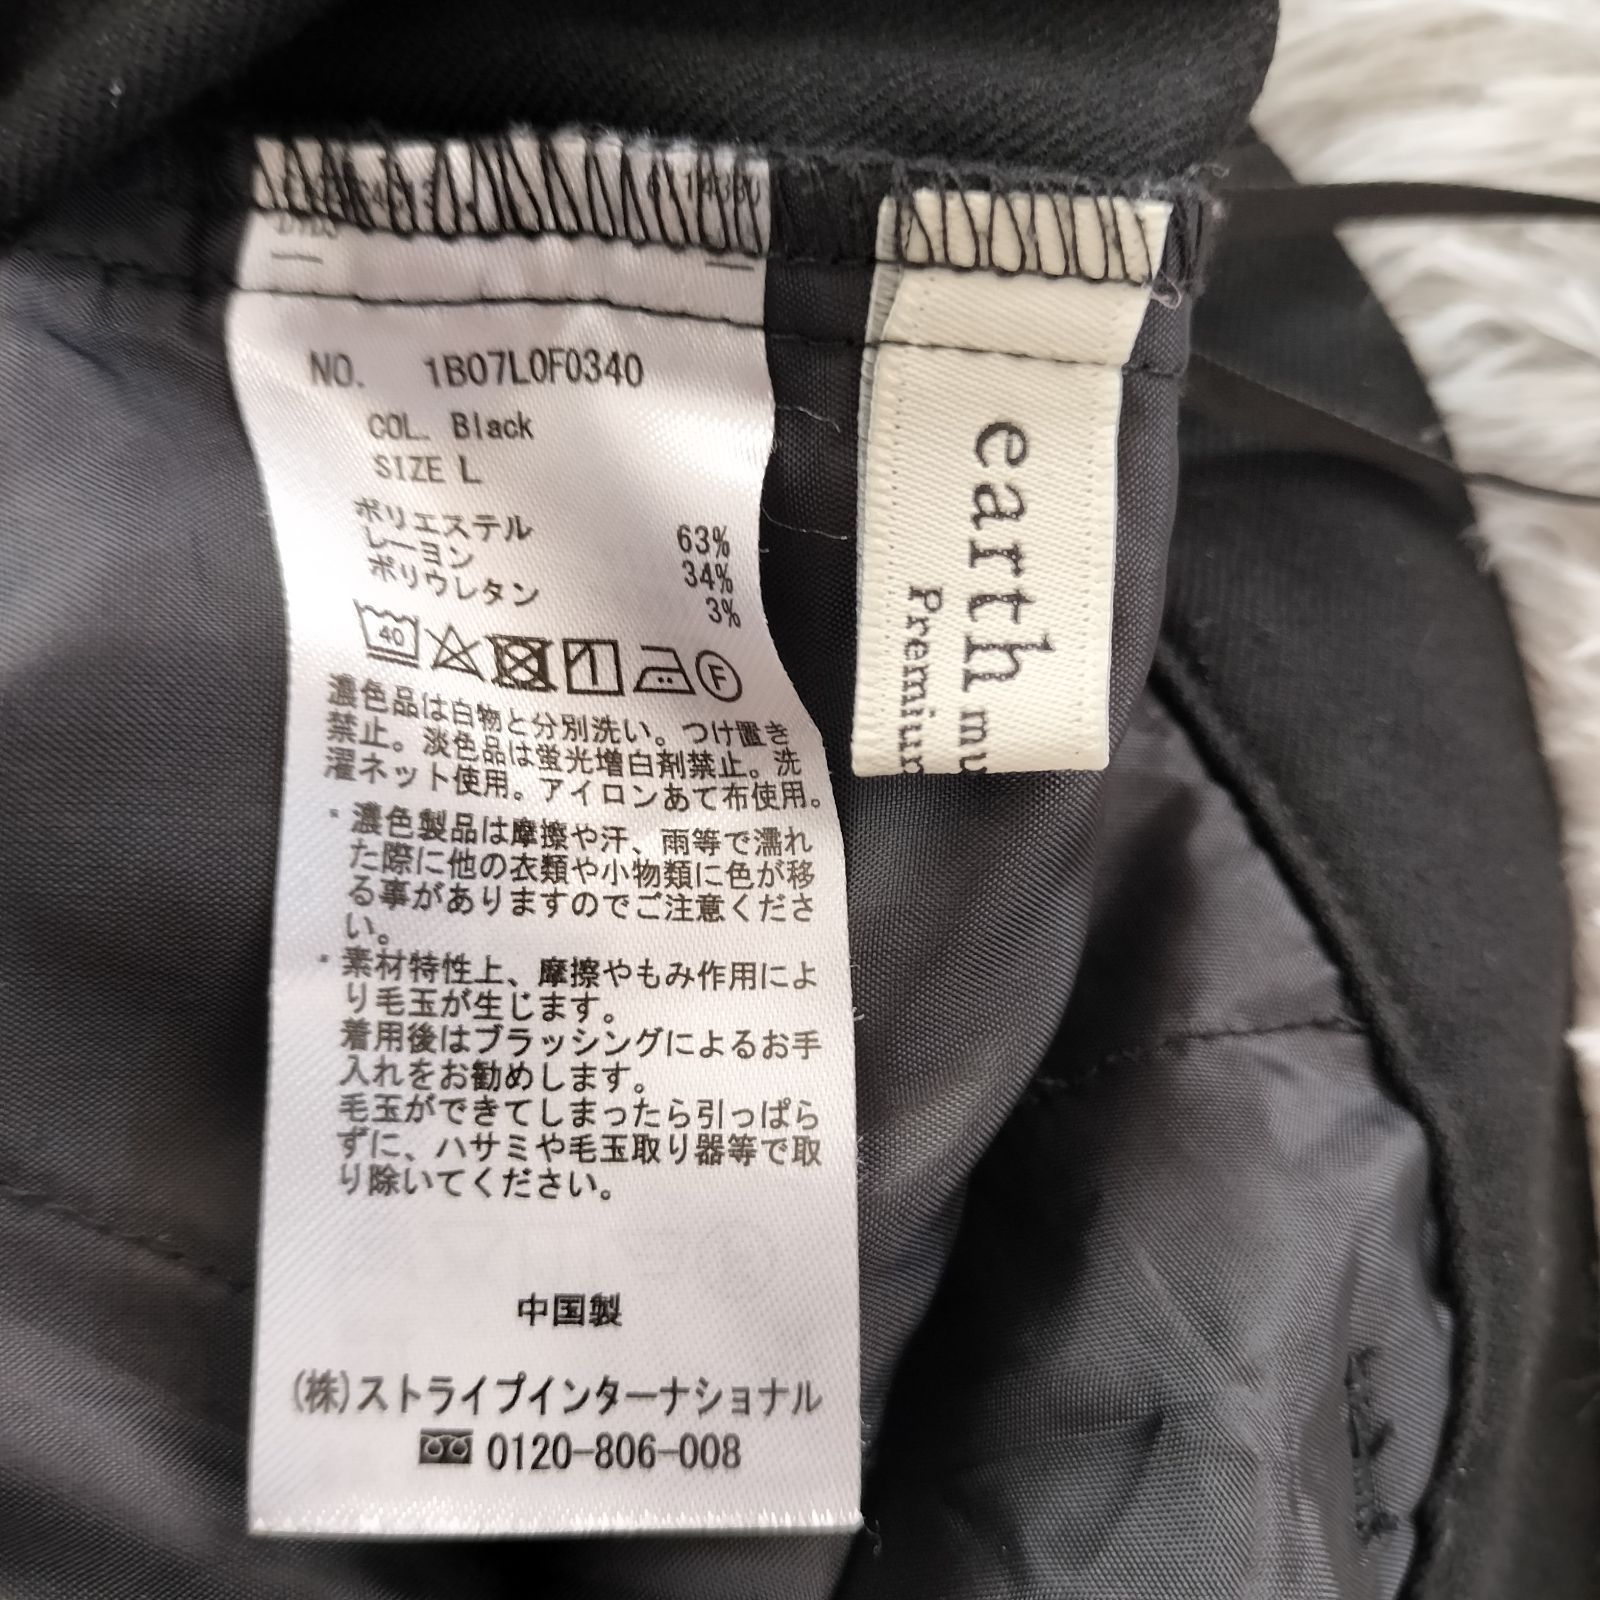 NO. 1B07L0F0340
COL. Black
SIZE L
ポリエステル 63%
レーヨン 34%
ポリウレタン 3%
40 F
濃色品は白物と分別洗い。つけ置き
禁止。淡色品は蛍光増白剤禁止。洗
濯ネット使用。アイロンあて布使用。
・濃色製品は摩擦や汗、雨等で濡れ
た際に他の衣類や小物類に色が移
る事がありますのでご注意くださ
い。
・素材特性上、摩擦やもみ作用によ
り毛玉が生じます。
着用後はブラッシングによるお手
入れをお勧めします。
毛玉ができてしまったら引っぱら
ずに、ハサミや毛玉取り器等で取
り除いてください。
中国製
(株)ストライプインターナショナル
0120-806-008
earth mu
Premium